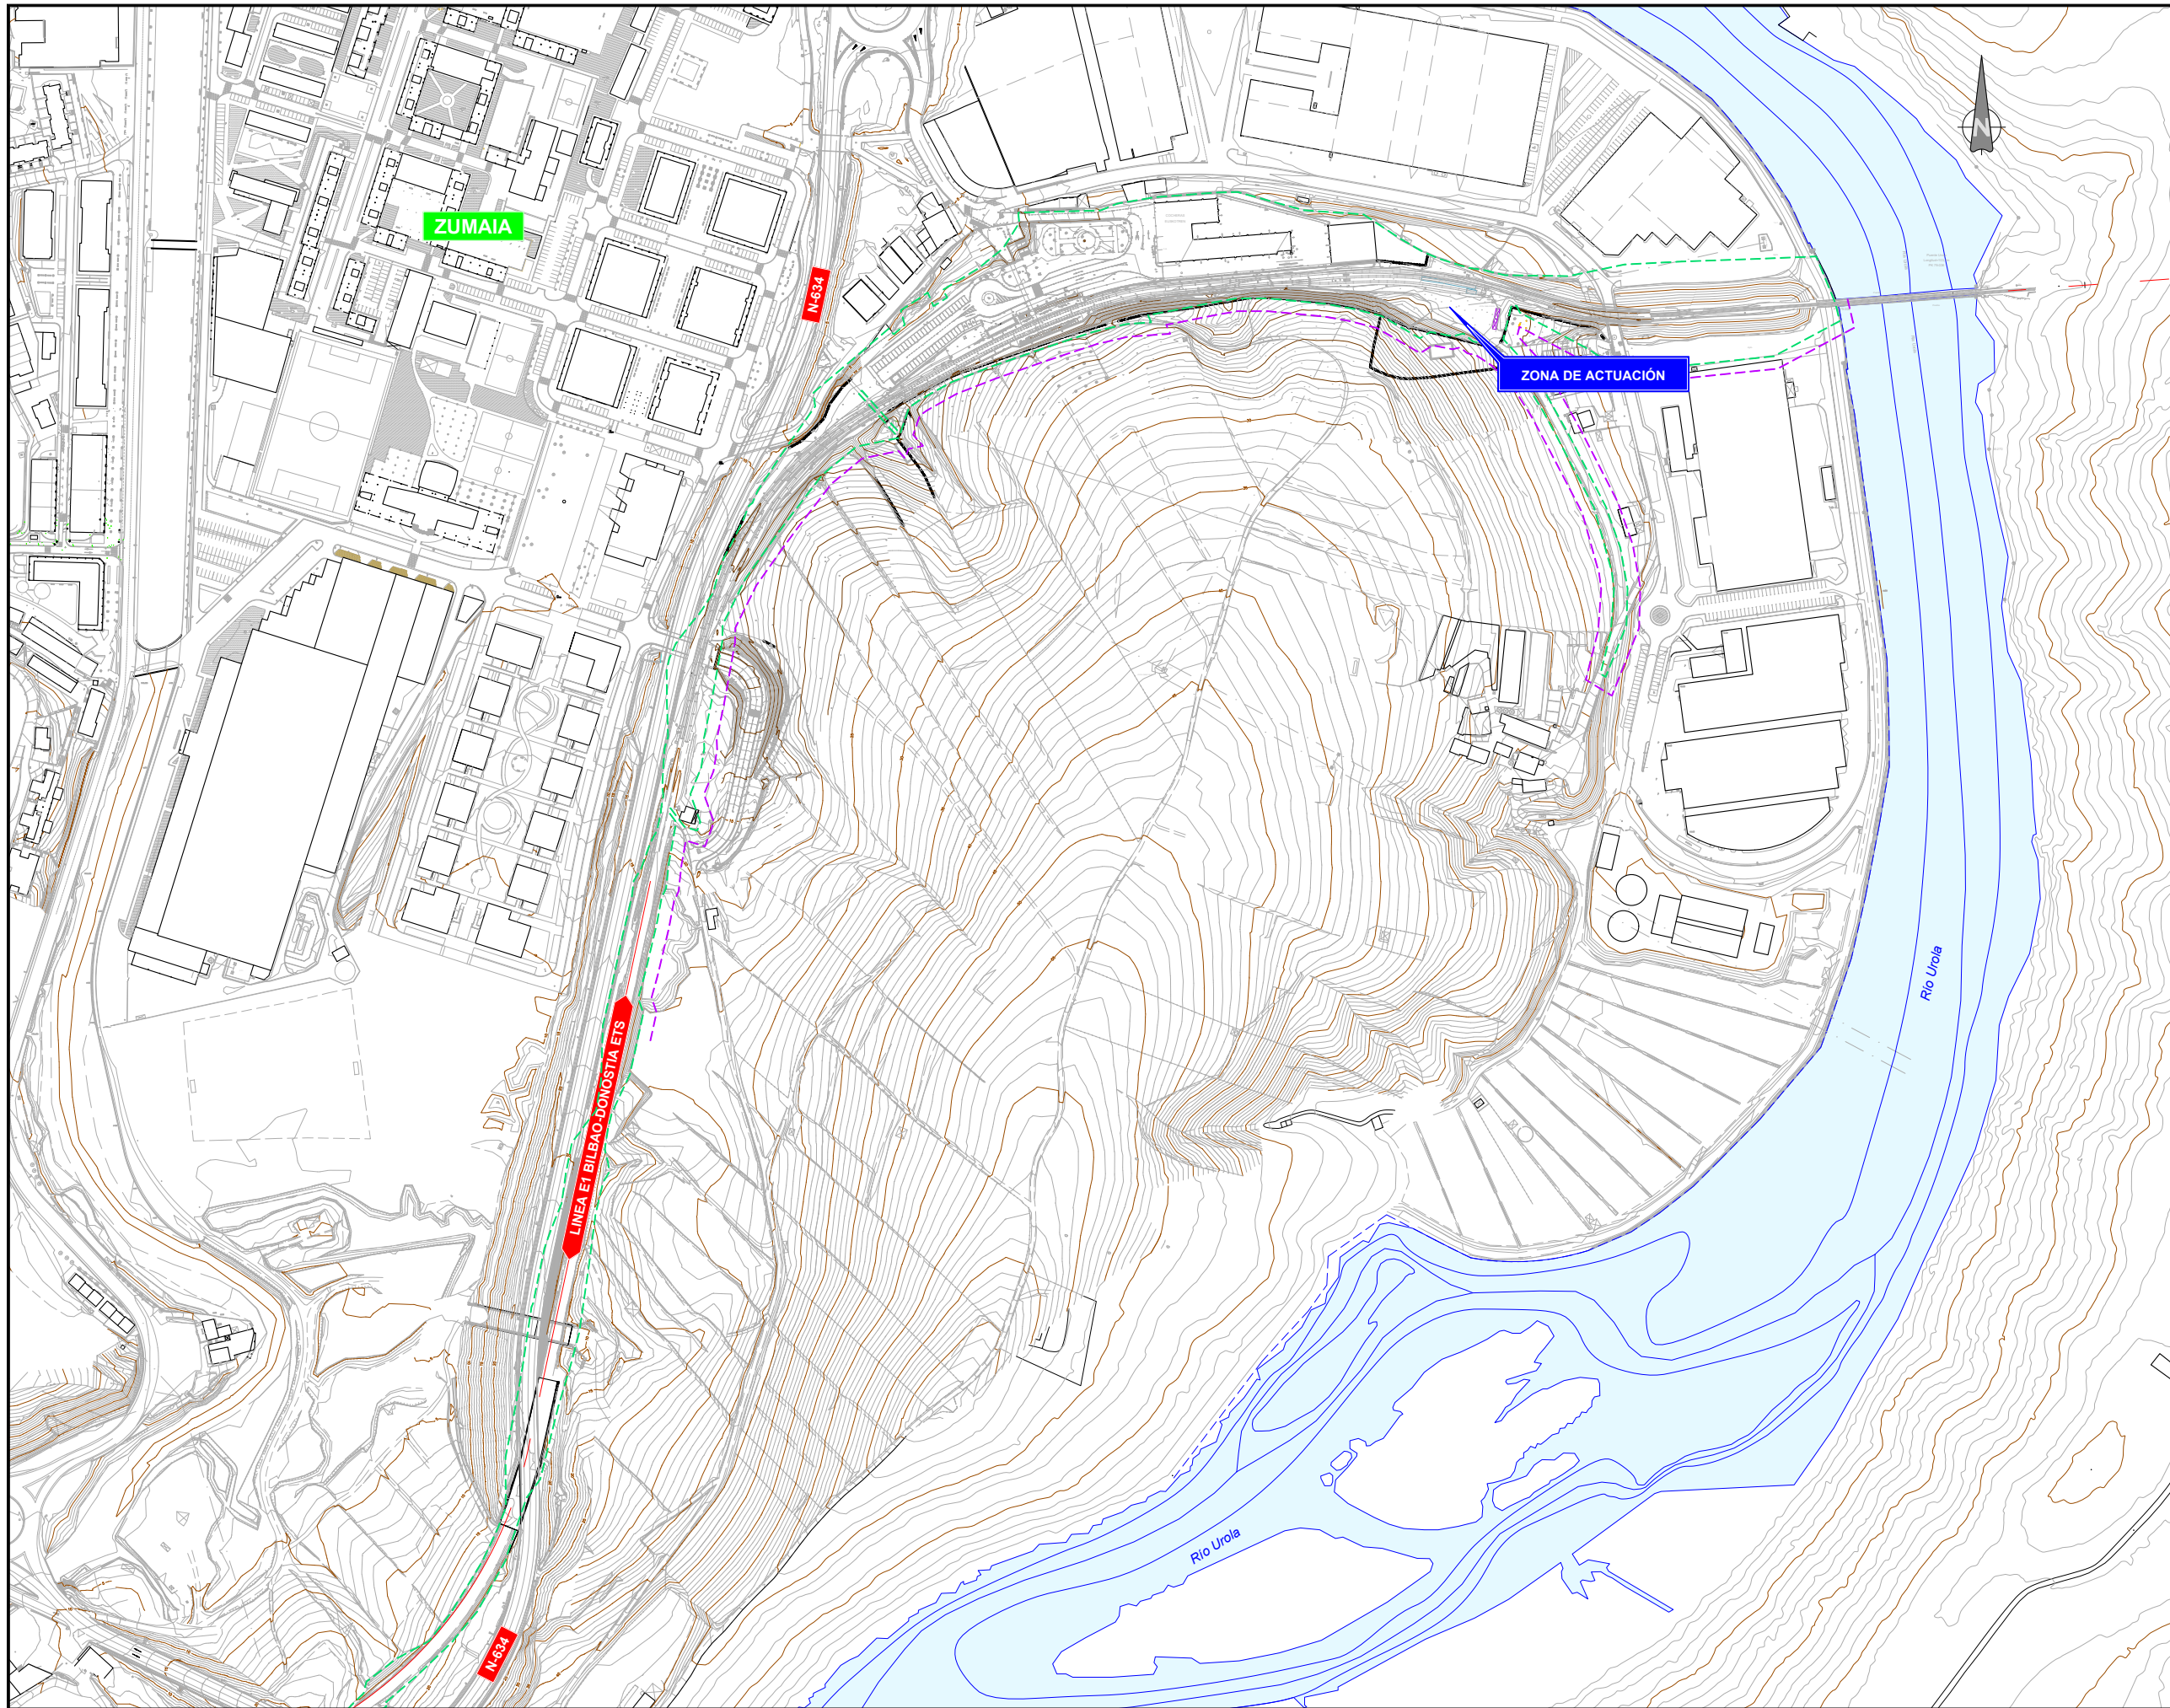 N
ZUMAIA
N-634
ZONA DE ACTUACIÓN
Río Urola
LINEA E1 BILBAO-DONOSTIA ETS
Río Urola
N-634